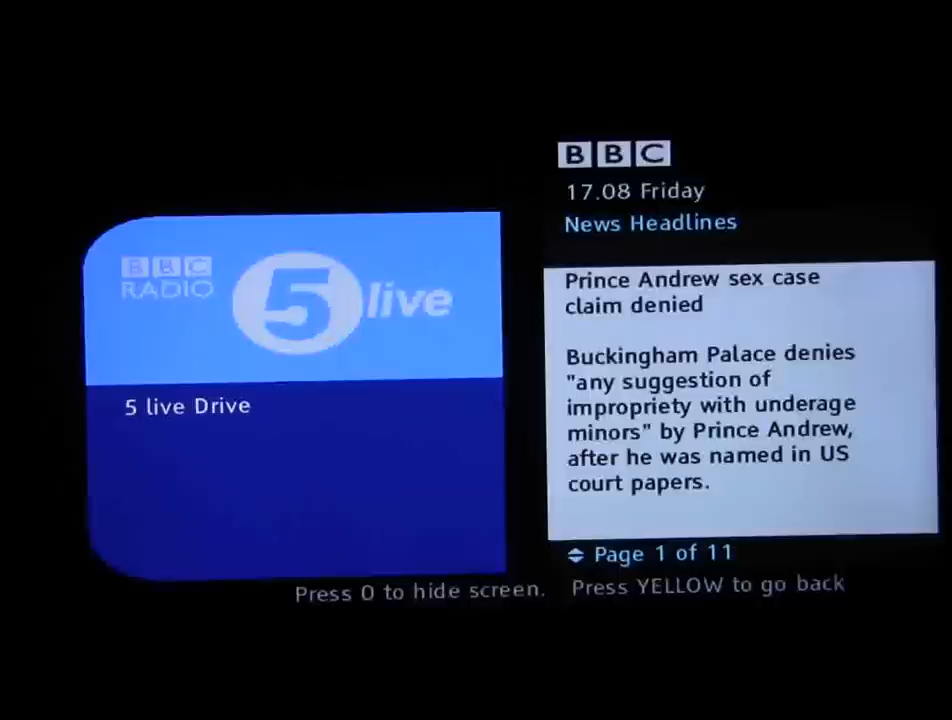 BBC
RADIO
5 live
5 live Drive
Press 0 to hide screen.
BBC
17.08 Friday
News Headlines
Prince Andrew sex case
claim denied
Buckingham Palace denies
"any suggestion of
impropriety with underage
minors" by Prince Andrew,
after he was named in US
court papers.
Page 1 of 11
Press YELLOW to go back